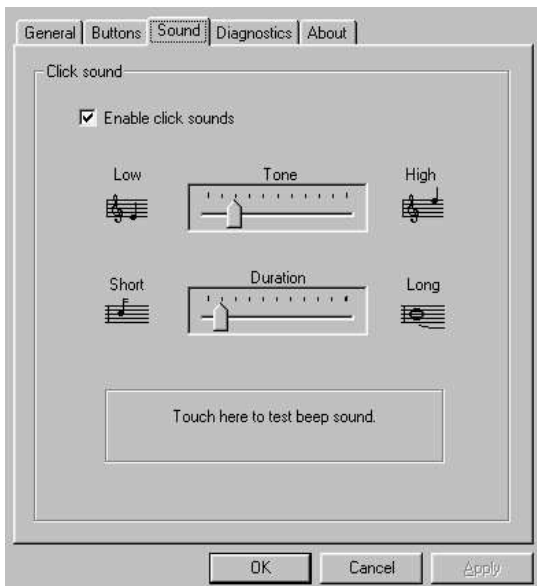 General Buttons Sound Diagnostics About
Click sound
Enable click sounds
Low Tone High
Short Duration Long
Touch here to test beep sound.
OK Cancel Apply